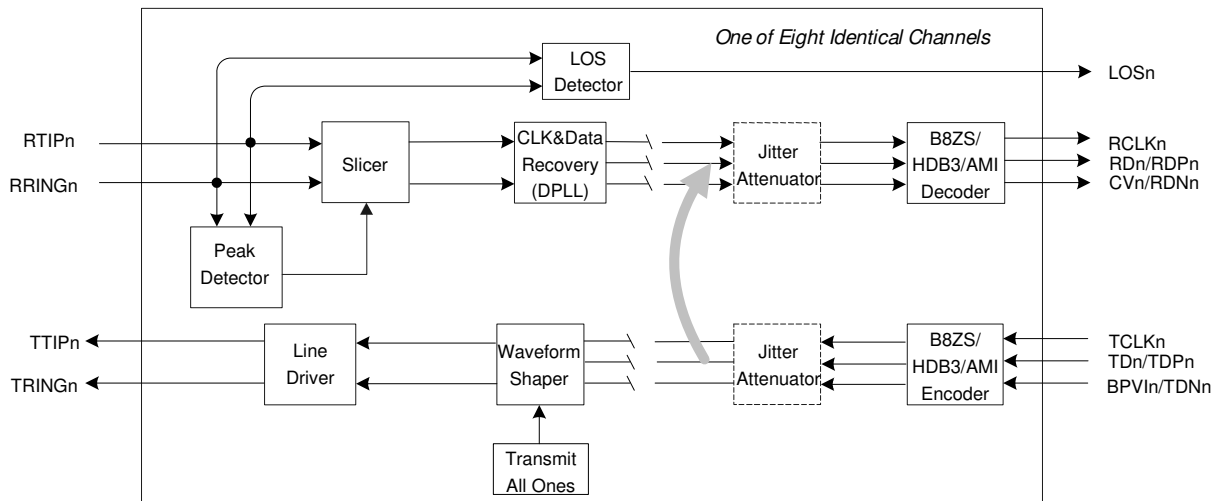 One of Eight Identical Channels
LOS
Detector
LOSn
RTIPn
RRINGn
Slicer
CLK&Data
Recovery
(DPLL)
Jitter
Attenuator
B8ZS/
HDB3/AMI
Decoder
RCLKn
RDn/RDPn
CVn/RDNn
Peak
Detector
TTIPn
TRINGn
Line
Driver
Waveform
Shaper
Jitter
Attenuator
B8ZS/
HDB3/AMI
Encoder
TCLKn
TDn/TDPn
BPVIn/TDNn
Transmit
All Ones